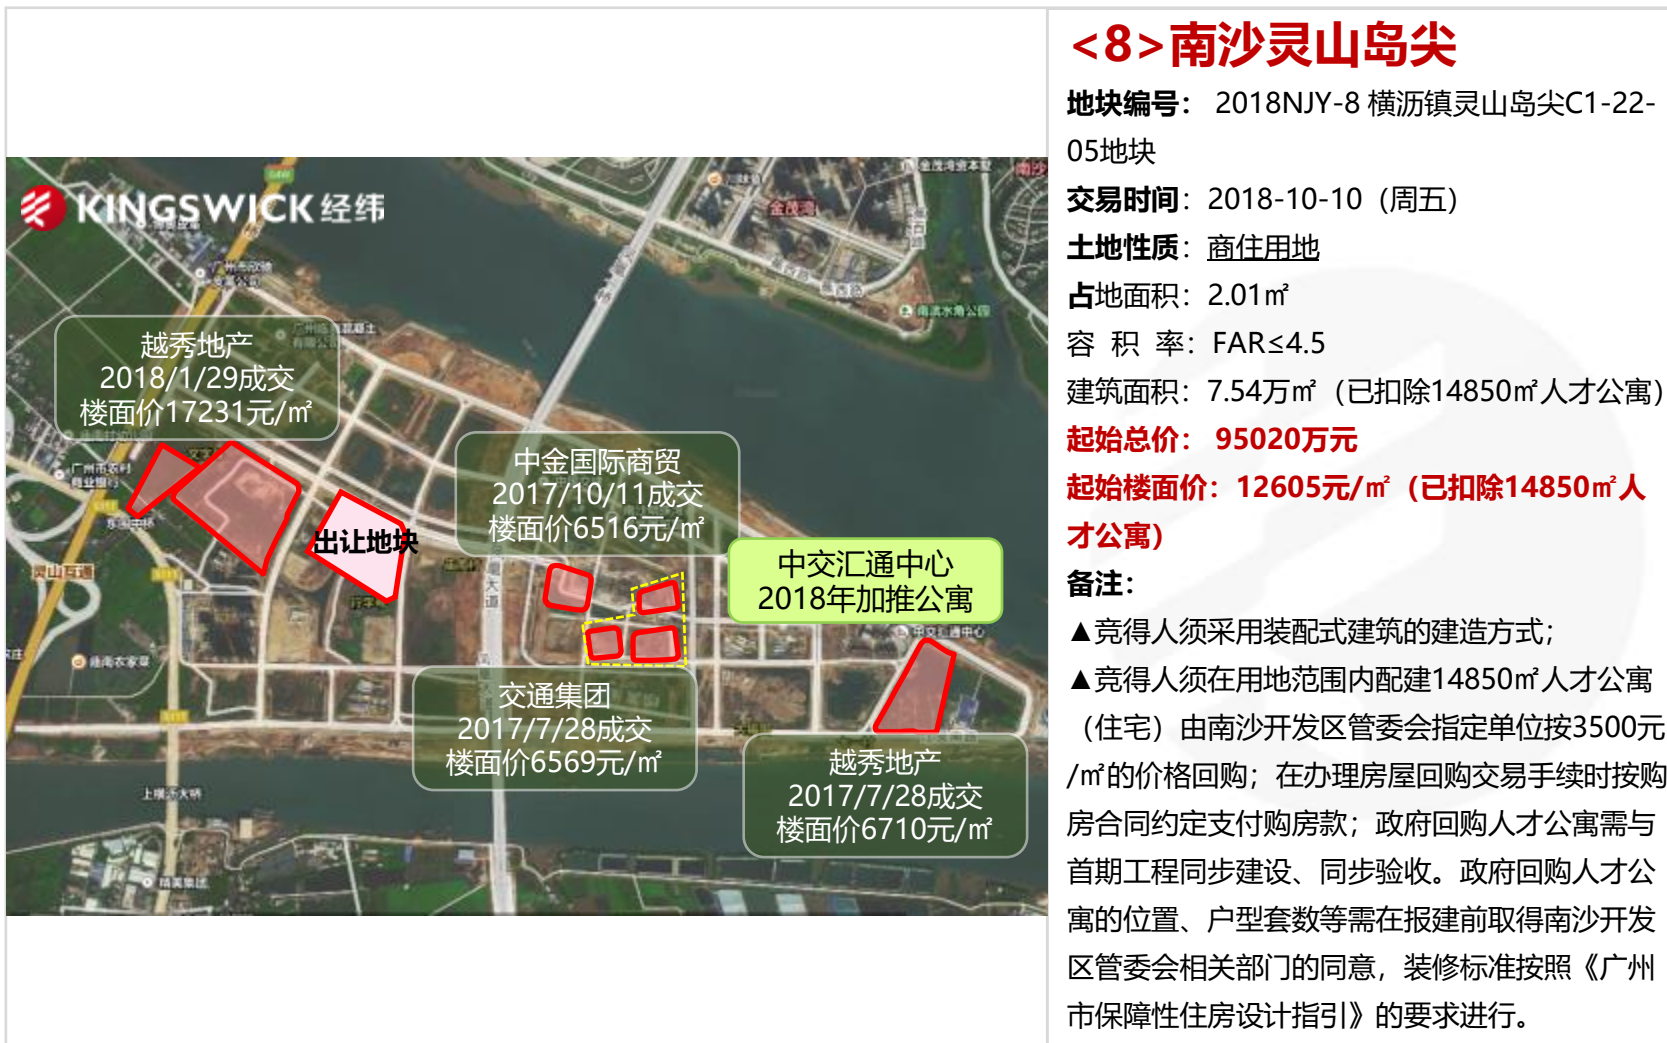 <8>南沙灵山岛尖
地块编号： 2018NJY-8 横沥镇灵山岛尖C1-22-
05地块
交易时间：2018-10-10（周五）
土地性质：商住用地
占地面积：2.01㎡
容 积 率：FAR≤4.5
建筑面积：7.54万㎡（已扣除14850㎡人才公寓）
起始总价： 95020万元
起始楼面价：12605元/㎡（已扣除14850㎡人
才公寓）
备注：
▲竞得人须采用装配式建筑的建造方式；
▲竞得人须在用地范围内配建14850㎡人才公寓
（住宅）由南沙开发区管委会指定单位按3500元
/㎡的价格回购；在办理房屋回购交易手续时按购
房合同约定支付购房款；政府回购人才公寓需与
首期工程同步建设、同步验收。政府回购人才公
寓的位置、户型套数等需在报建前取得南沙开发
区管委会相关部门的同意，装修标准按照《广州
市保障性住房设计指引》的要求进行。
KINGSWICK 经纬
金茂湾
南沙
越秀地产
2018/1/29成交
楼面价17231元/㎡
中金国际商贸
2017/10/11成交
楼面价6516元/㎡
出让地块
中交汇通中心
2018年加推公寓
灵山互通
中交汇通中心
交通集团
2017/7/28成交
楼面价6569元/㎡
越秀地产
2017/7/28成交
楼面价6710元/㎡
上横沥大桥